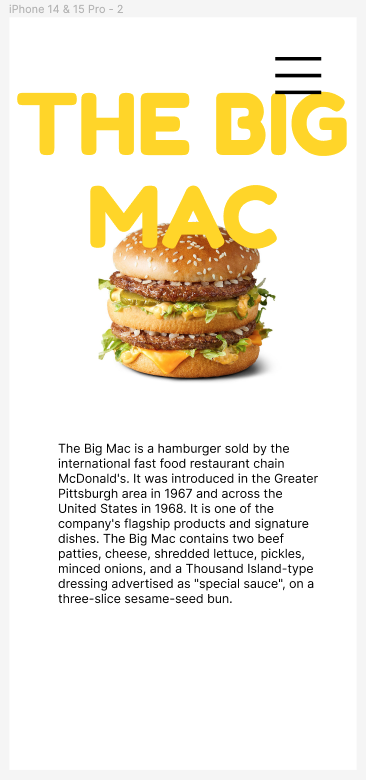 iPhone 14 & 15 Pro - 2
THE BIG
MAC
The Big Mac is a hamburger sold by the
international fast food restaurant chain
McDonald's. It was introduced in the Greater
Pittsburgh area in 1967 and across the
United States in 1968. It is one of the
company's flagship products and signature
dishes. The Big Mac contains two beef
patties, cheese, shredded lettuce, pickles,
minced onions, and a Thousand Island-type
dressing advertised as "special sauce", on a
three-slice sesame-seed bun.